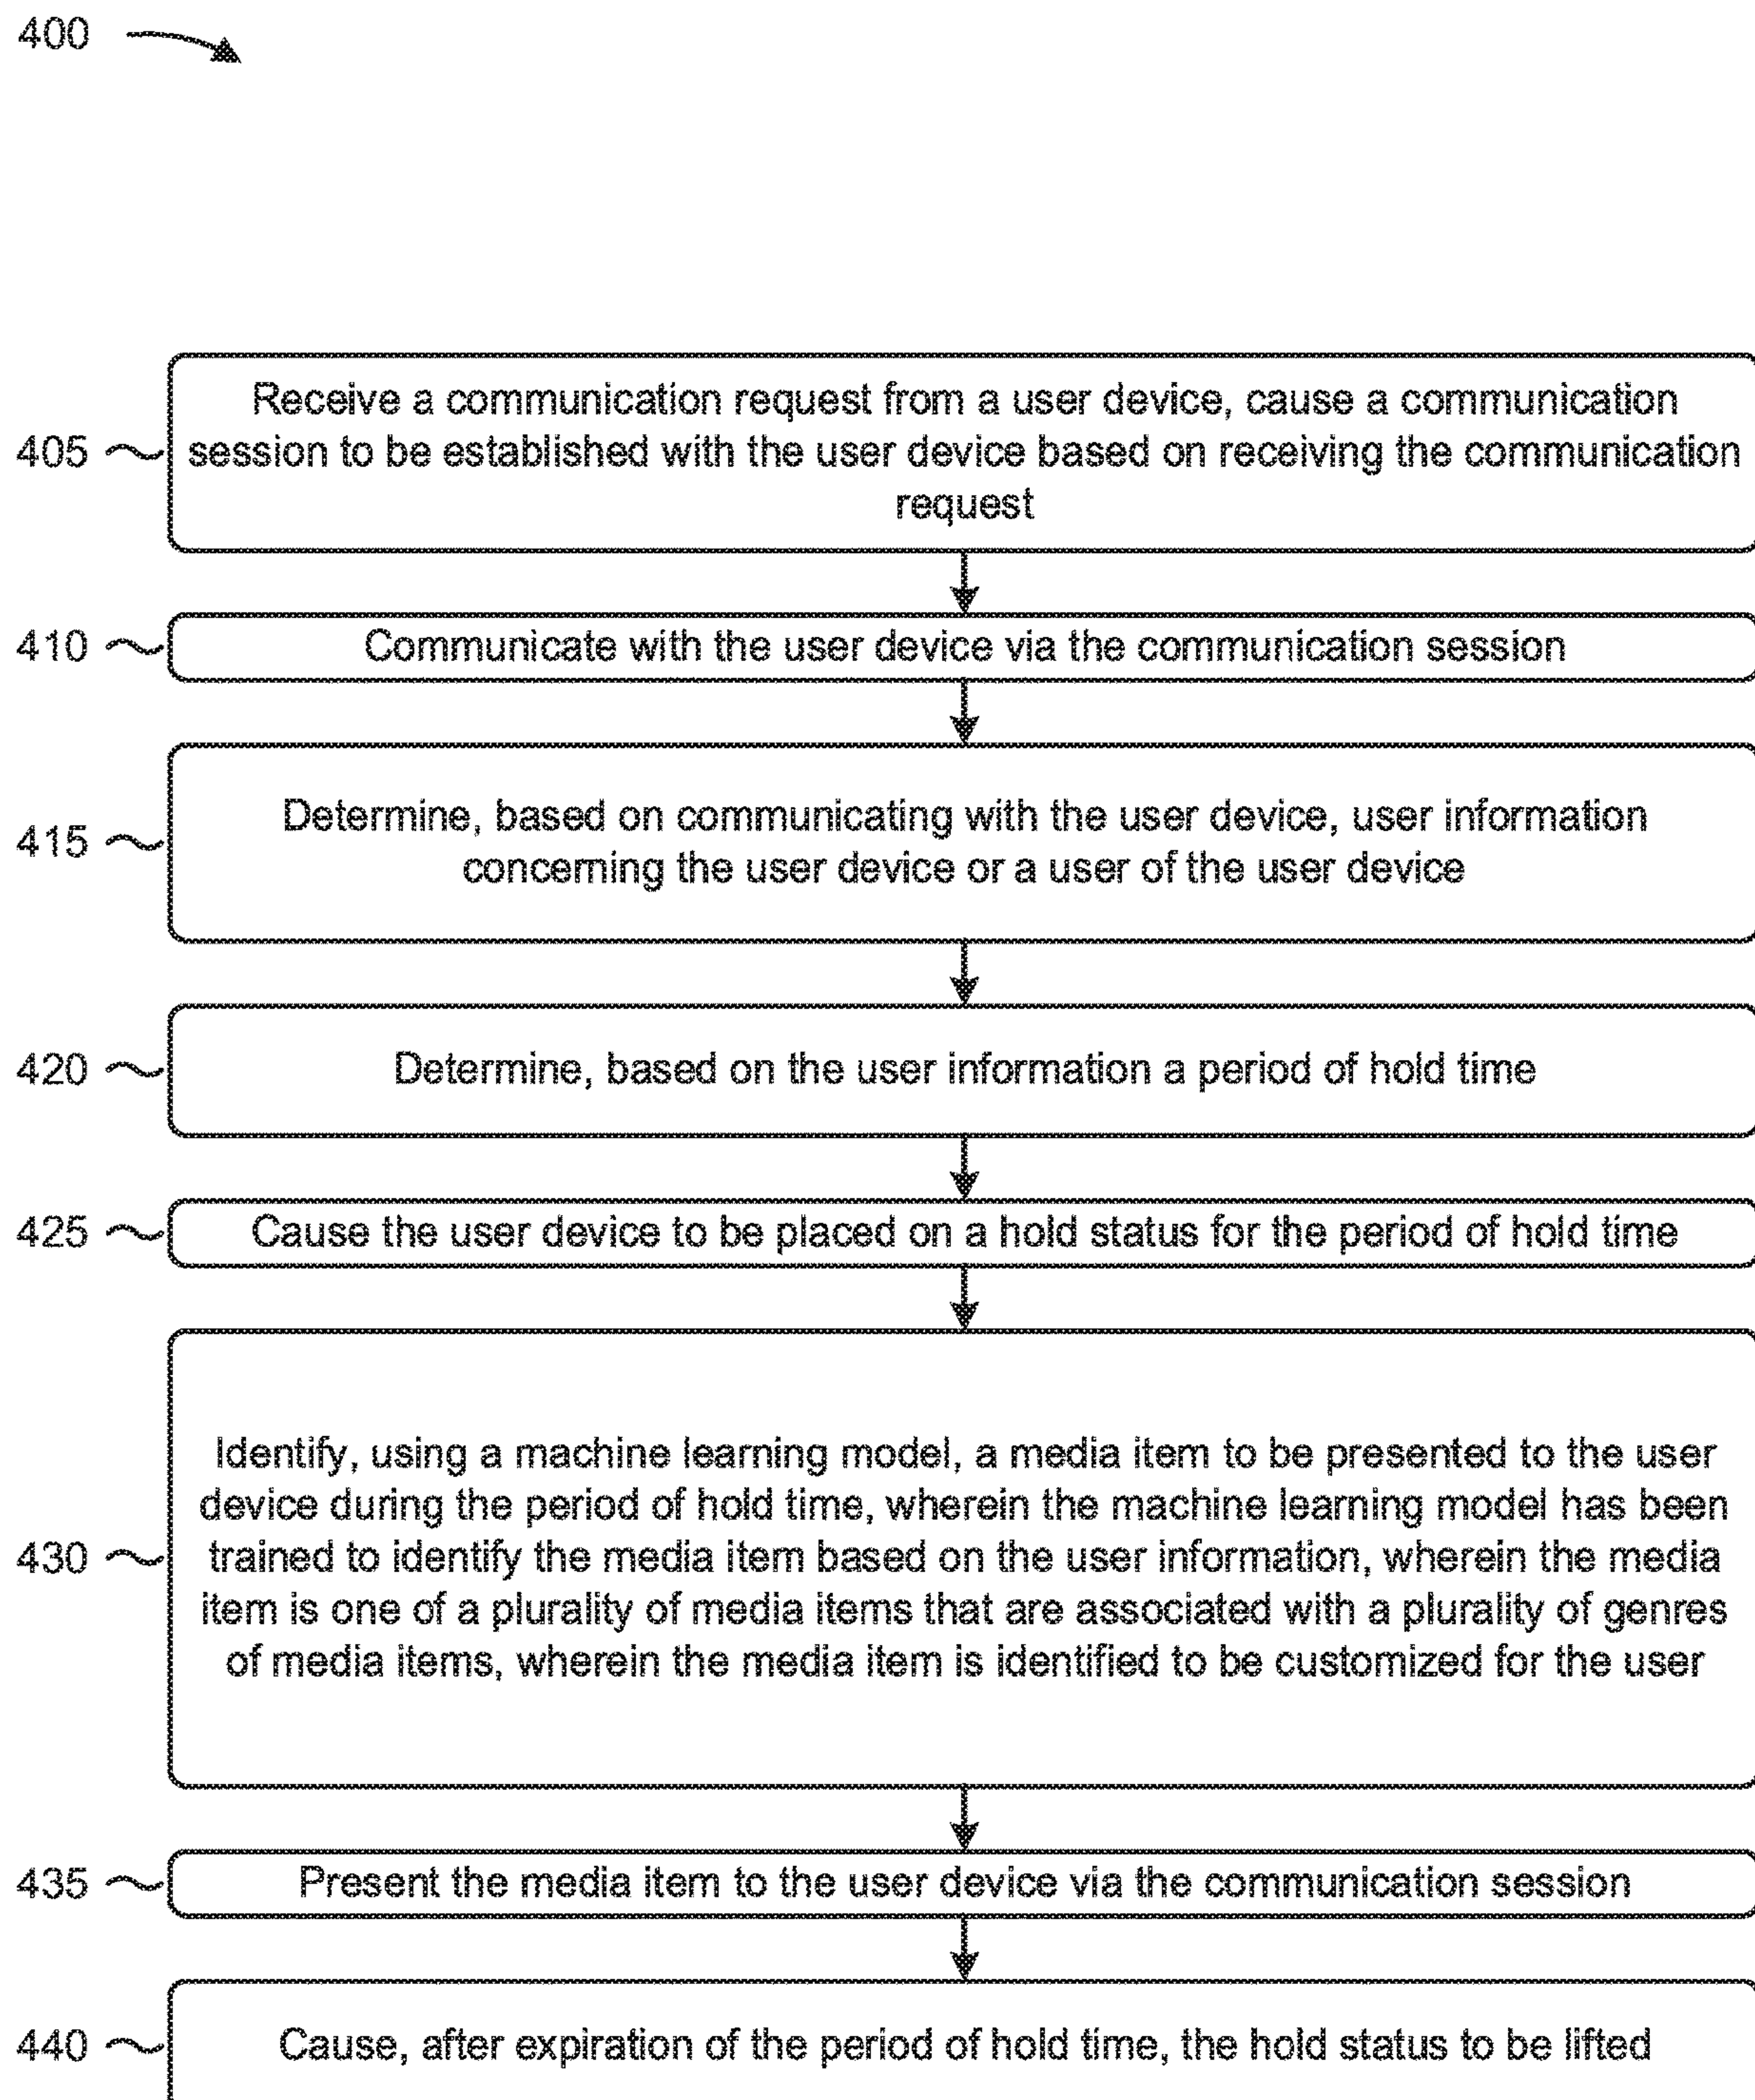 400
Receive a communication request from a user device, cause a communication
405
session to be established with the user device based on receiving the communication
request
410
Communicate with the user device via the communication session
Determine, based on communicating with the user device, user information
415
concerning the user device or a user of the user device
420
Determine, based on the user information a period of hold time
425
Cause the user device to be placed on a hold status for the period of hold time
Identify, using a machine learning model, a media item to be presented to the user
device during the period of hold time, wherein the machine learning model has been
430
trained to identify the media item based on the user information, wherein the media
item is one of a plurality of media items that are associated with a plurality of genres
of media items, wherein the media item is identified to be customized for the user
435
Present the media item to the user device via the communication session
440
Cause, after expiration of the period of hold time, the hold status to be lifted